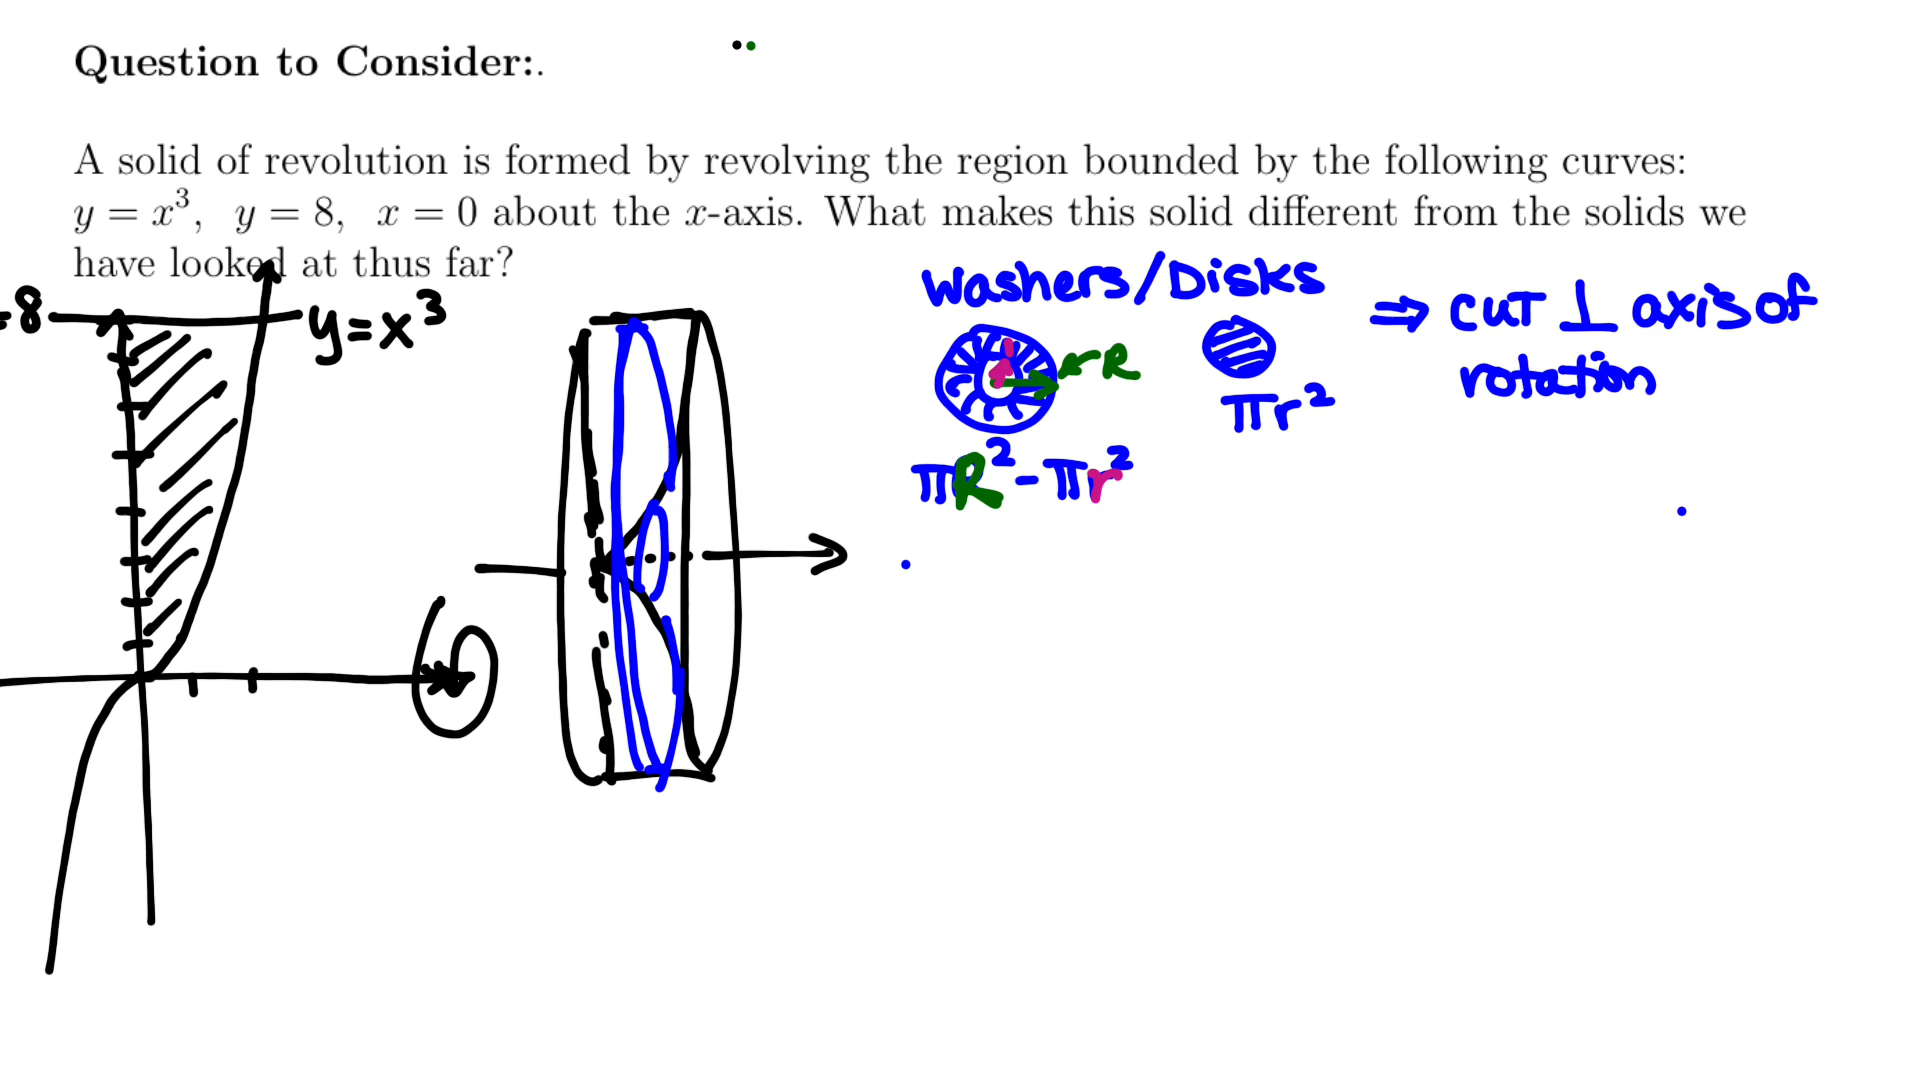 Question to Consider:.
A solid of revolution is formed by revolving the region bounded by the following curves:
y = x³, y = 8, x = 0 about the x-axis. What makes this solid different from the solids we
have looked at thus far?
=8
y=x³
washers/Disks
⇒ cut ⊥ axis of
rotation
R
πr²
πR²-πr²